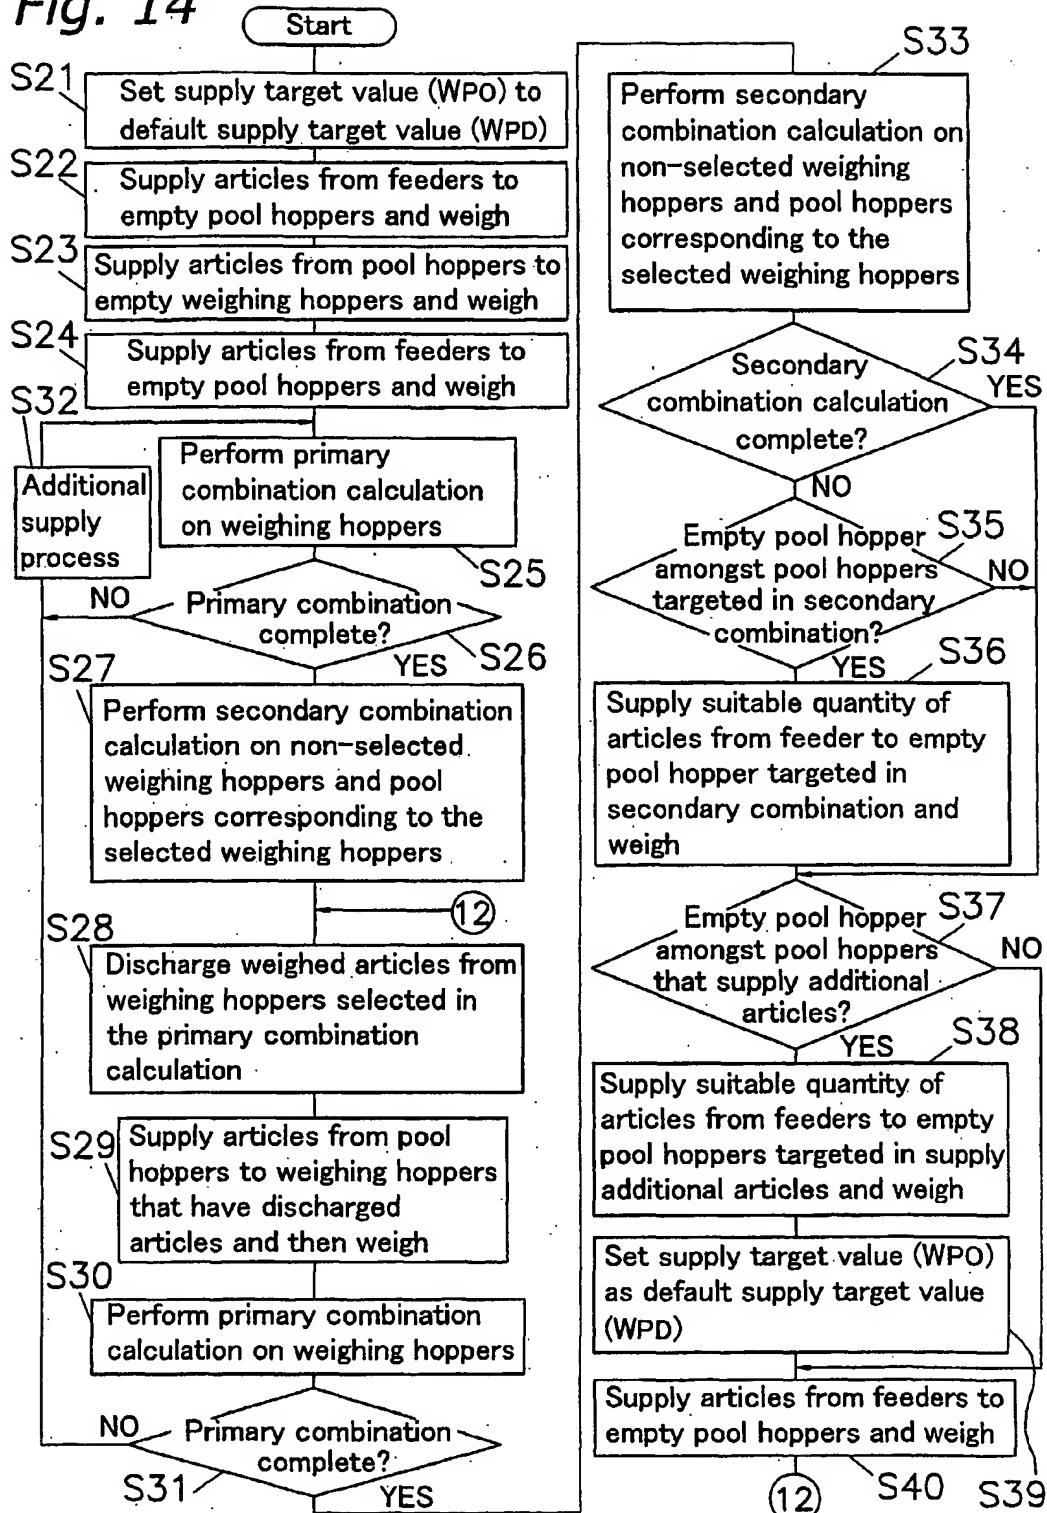 Fig. 14
Start
S21
Set supply target value (WPO) to
default supply target value (WPD)
S22
Supply articles from feeders to
empty pool hoppers and weigh
S23
Supply articles from pool hoppers to
empty weighing hoppers and weigh
S24
Supply articles from feeders to
empty pool hoppers and weigh
S32
Additional
supply
process
Perform primary
combination calculation
on weighing hoppers
S25
NO
Primary combination
complete?
YES
S26
S27
Perform secondary combination
calculation on non-selected
weighing hoppers and pool
hoppers corresponding to the
selected weighing hoppers
12
S28
Discharge weighed articles from
weighing hoppers selected in
the primary combination
calculation
S29
Supply articles from pool
hoppers to weighing hoppers
that have discharged
articles and then weigh
S30
Perform primary combination
calculation on weighing hoppers
NO
Primary combination
complete?
S31
YES
S33
Perform secondary
combination calculation on
non-selected weighing
hoppers and pool hoppers
corresponding to the
selected weighing hoppers
S34
Secondary
combination calculation
complete?
YES
NO
S35
Empty pool hopper
amongst pool hoppers
targeted in secondary
combination?
NO
YES
S36
Supply suitable quantity of
articles from feeder to empty
pool hopper targeted in
secondary combination and
weigh
S37
Empty pool hopper
amongst pool hoppers
that supply additional
articles?
NO
YES
S38
Supply suitable quantity of
articles from feeders to empty
pool hoppers targeted in supply
additional articles and weigh
Set supply target value (WPO)
as default supply target value
(WPD)
S39
Supply articles from feeders to
empty pool hoppers and weigh
S40
12